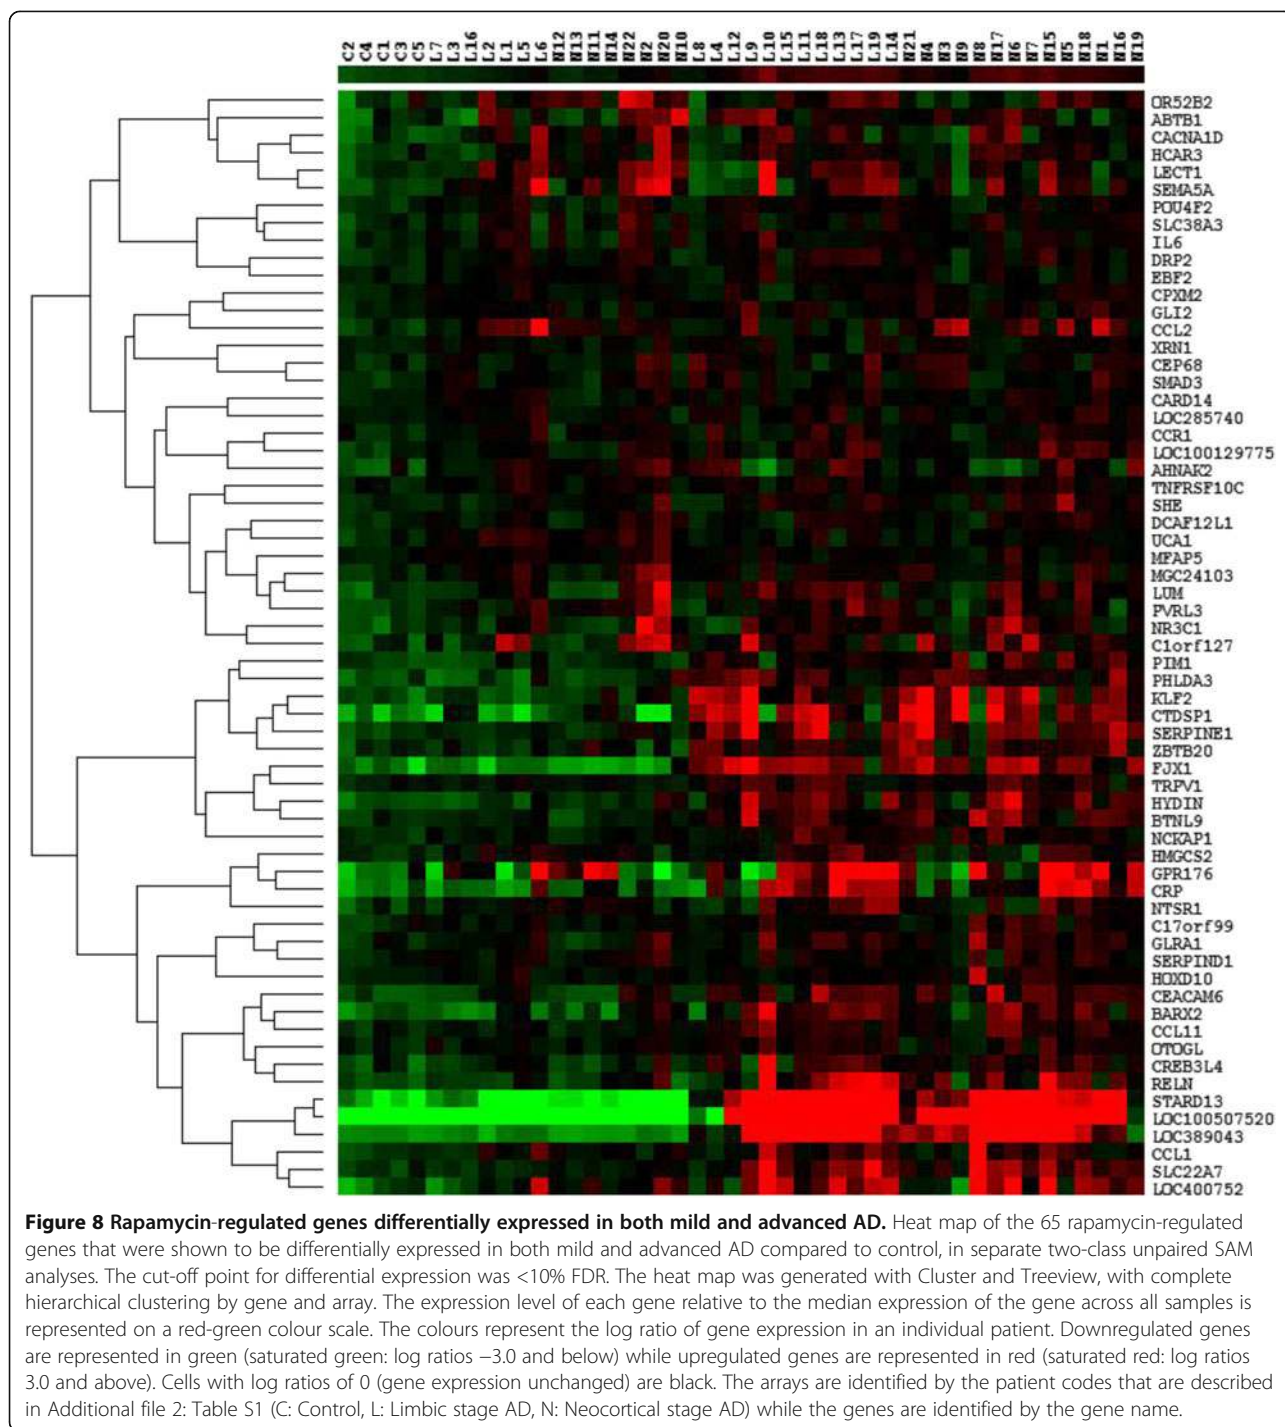 C2 C4 C1 C3 C5 L7 L3 L16 L2 L1 L5 L6 N12 N13 N11 N14 N22 N2 N20 N10 L8 L4 L12 L9 L10 L15 L11 L18 L13 L17 L19 L14 N21 N4 N3 N9 N8 N17 N6 N7 N15 N5 N18 N1 N16 N19
OR52B2
ABTB1
CACNA1D
HCAR3
LECT1
SEMA5A
POU4F2
SLC38A3
IL6
DRP2
EBF2
CPXM2
GLI2
CCL2
XRN1
CEP68
SMAD3
CARD14
LOC285740
CCR1
LOC100129775
AHNAK2
TNFRSF10C
SHE
DCAF12L1
UCA1
MFAP5
MGC24103
LUM
PVRL3
NR3C1
C1orf127
PIM1
PHLDA3
KLF2
CTDSP1
SERPINE1
ZBTB20
FJX1
TRPV1
HYDIN
BTNL9
NCKAP1
HMGCS2
GPR176
CRP
NTSR1
C17orf99
GLRA1
SERPIND1
HOXD10
CEACAM6
BARX2
CCL11
OTOGL
CREB3L4
RELN
STARD13
LOC100507520
LOC389043
CCL1
SLC22A7
LOC400752
Figure 8 Rapamycin-regulated genes differentially expressed in both mild and advanced AD. Heat map of the 65 rapamycin-regulated
genes that were shown to be differentially expressed in both mild and advanced AD compared to control, in separate two-class unpaired SAM
analyses. The cut-off point for differential expression was <10% FDR. The heat map was generated with Cluster and Treeview, with complete
hierarchical clustering by gene and array. The expression level of each gene relative to the median expression of the gene across all samples is
represented on a red-green colour scale. The colours represent the log ratio of gene expression in an individual patient. Downregulated genes
are represented in green (saturated green: log ratios −3.0 and below) while upregulated genes are represented in red (saturated red: log ratios
3.0 and above). Cells with log ratios of 0 (gene expression unchanged) are black. The arrays are identified by the patient codes that are described
in Additional file 2: Table S1 (C: Control, L: Limbic stage AD, N: Neocortical stage AD) while the genes are identified by the gene name.